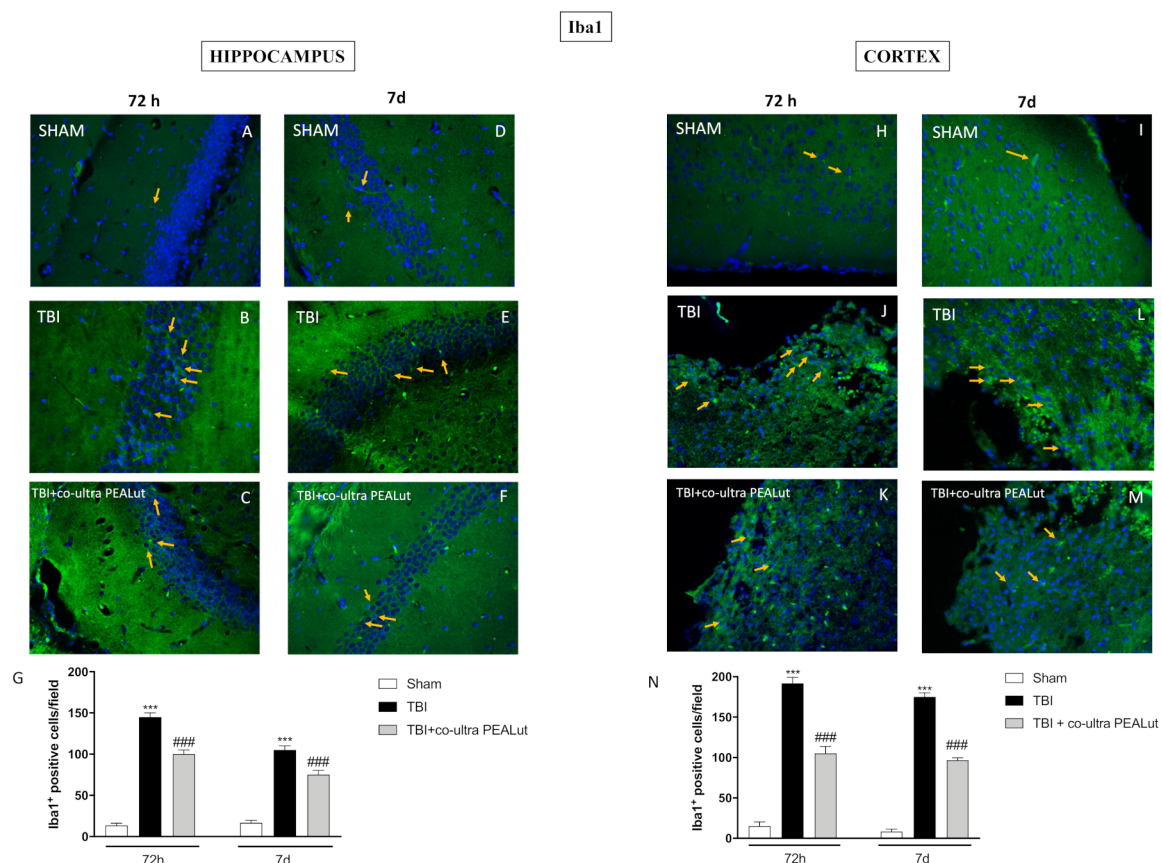 Iba1
HIPPOCAMPUS
CORTEX
72 h
7d
72 h
7d
SHAM
A
SHAM
D
SHAM
H
SHAM
I
TBI
B
TBI
E
TBI
J
TBI
L
TBI+co-ultra PEALut
C
TBI+co-ultra PEALut
F
TBI+co-ultra PEALut
K
TBI+co-ultra PEALut
M
G
Iba1+ positive cells/field
200
150
100
50
0
***
###
***
###
72h
7d
Sham
TBI
TBI+co-ultra PEALut
N
Iba1+ positive cells/field
200
150
100
50
0
***
###
***
###
72h
7d
Sham
TBI
TBI + co-ultra PEALut